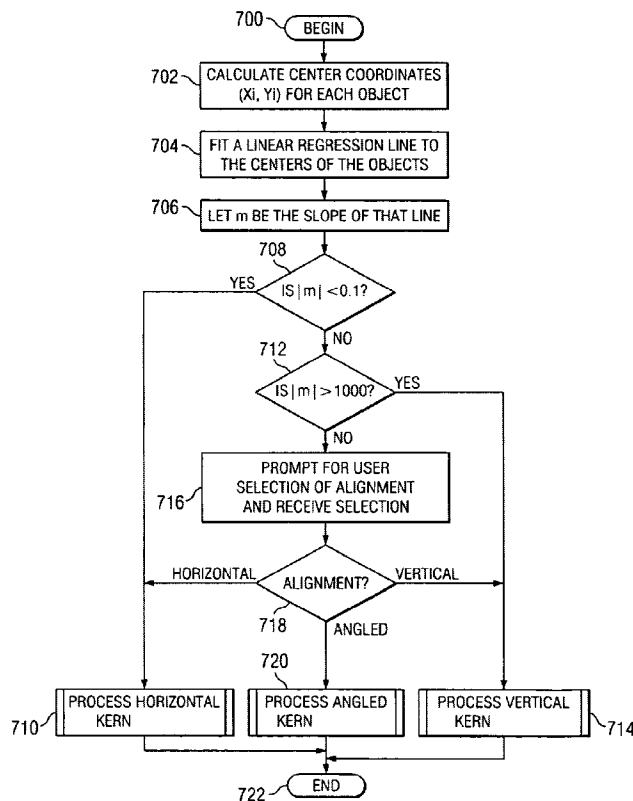 700
BEGIN
702
CALCULATE CENTER COORDINATES
(Xi, Yi) FOR EACH OBJECT
704
FIT A LINEAR REGRESSION LINE TO
THE CENTERS OF THE OBJECTS
706
LET m BE THE SLOPE OF THAT LINE
708
YES
IS |m| <0.1?
NO
712
IS |m| >1000?
YES
NO
716
PROMPT FOR USER
SELECTION OF ALIGNMENT
AND RECEIVE SELECTION
HORIZONTAL
ALIGNMENT?
VERTICAL
718
ANGLED
720
710
PROCESS HORIZONTAL
KERN
PROCESS ANGLED
KERN
PROCESS VERTICAL
KERN
714
722
END